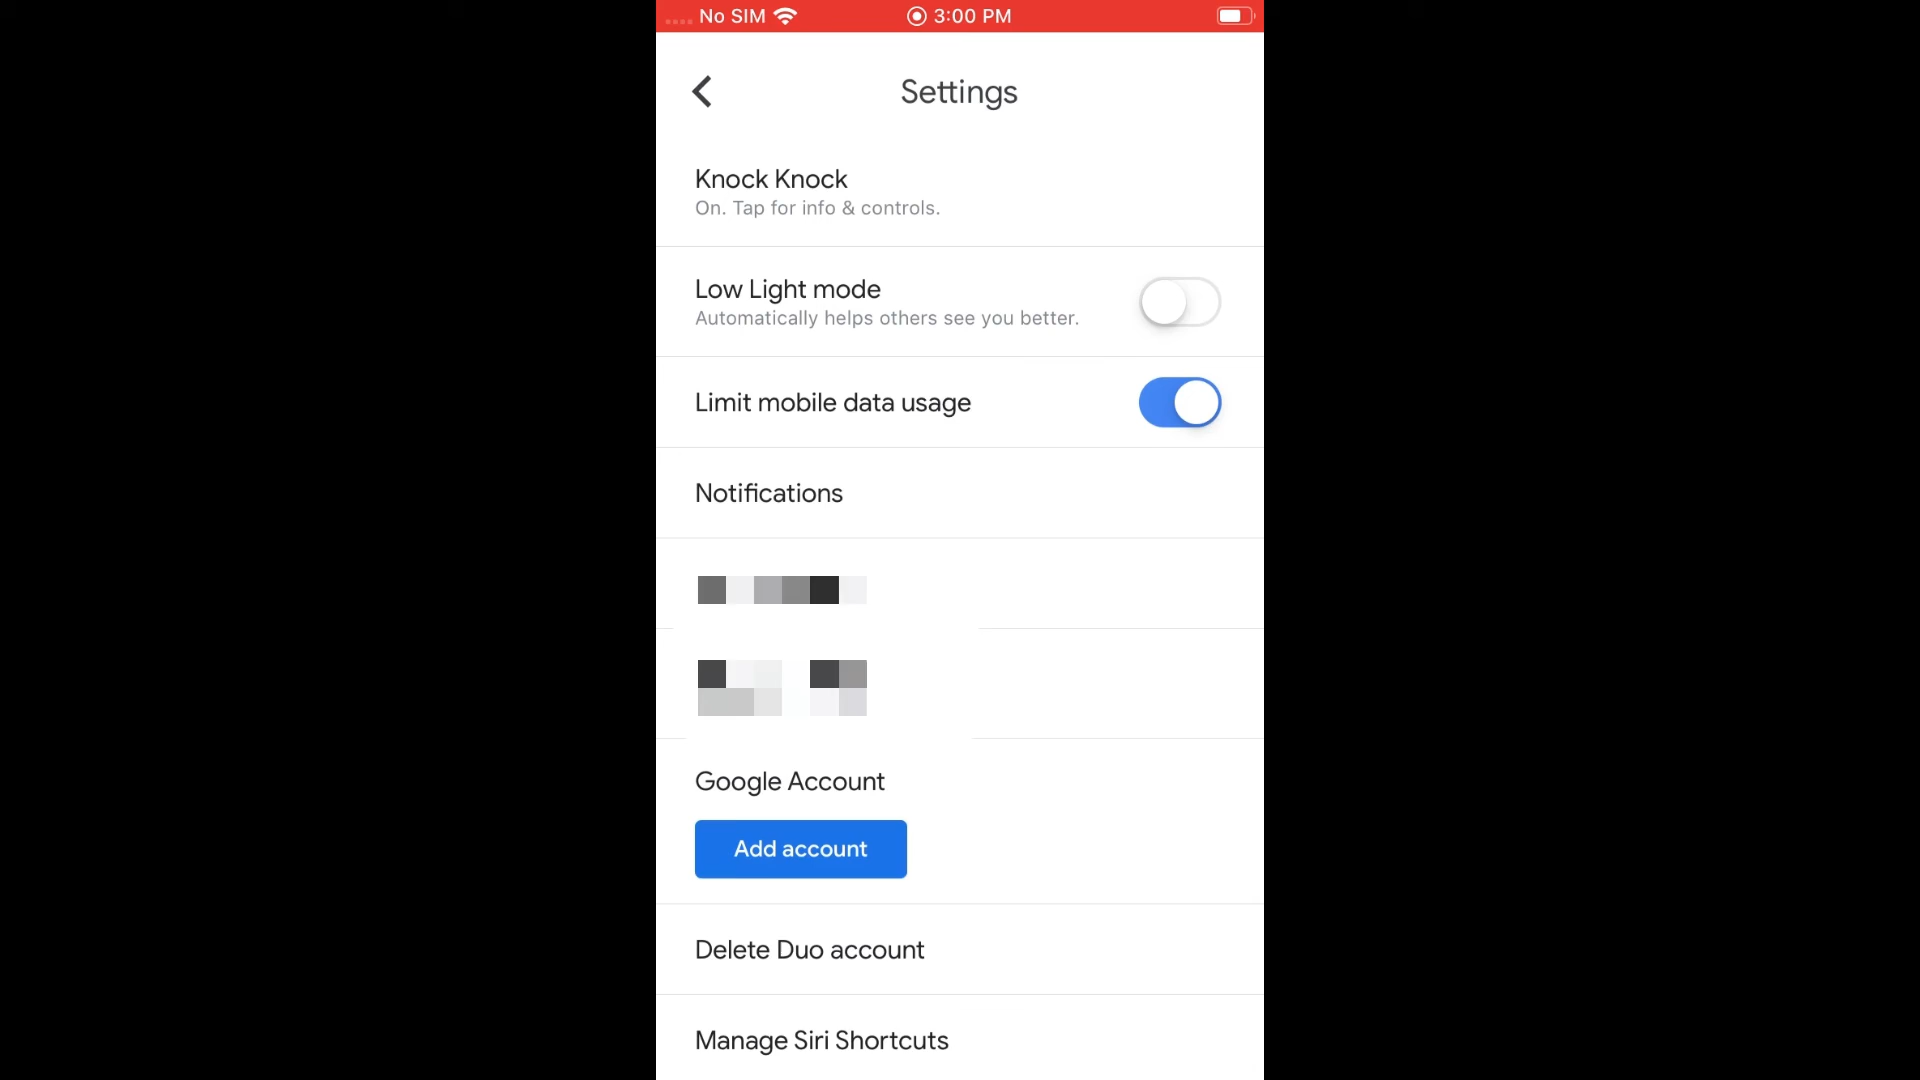 No SIM 3:00 PM
Settings
Knock Knock
On. Tap for info & controls.
Low Light mode
Automatically helps others see you better.
Limit mobile data usage
Notifications
Google Account
Add account
Delete Duo account
Manage Siri Shortcuts